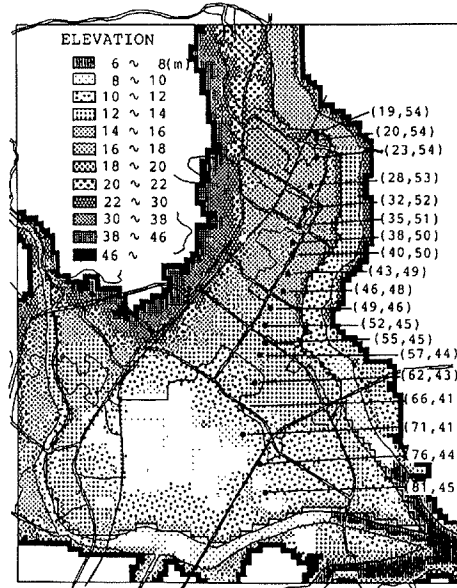 ELEVATION
6 ~ 8(m)
8 ~ 10
10 ~ 12
12 ~ 14
14 ~ 16
16 ~ 18
18 ~ 20
20 ~ 22
22 ~ 30
30 ~ 38
38 ~ 46
46 ~
(19,54)
(20,54)
(23,54)
(28,53)
(32,52)
(35,51)
(38,50)
(40,50)
(43,49)
(46,48)
(49,46)
(52,45)
(55,45)
(57,44)
(62,43)
(66,41
(71,41
(76,44
(81,45